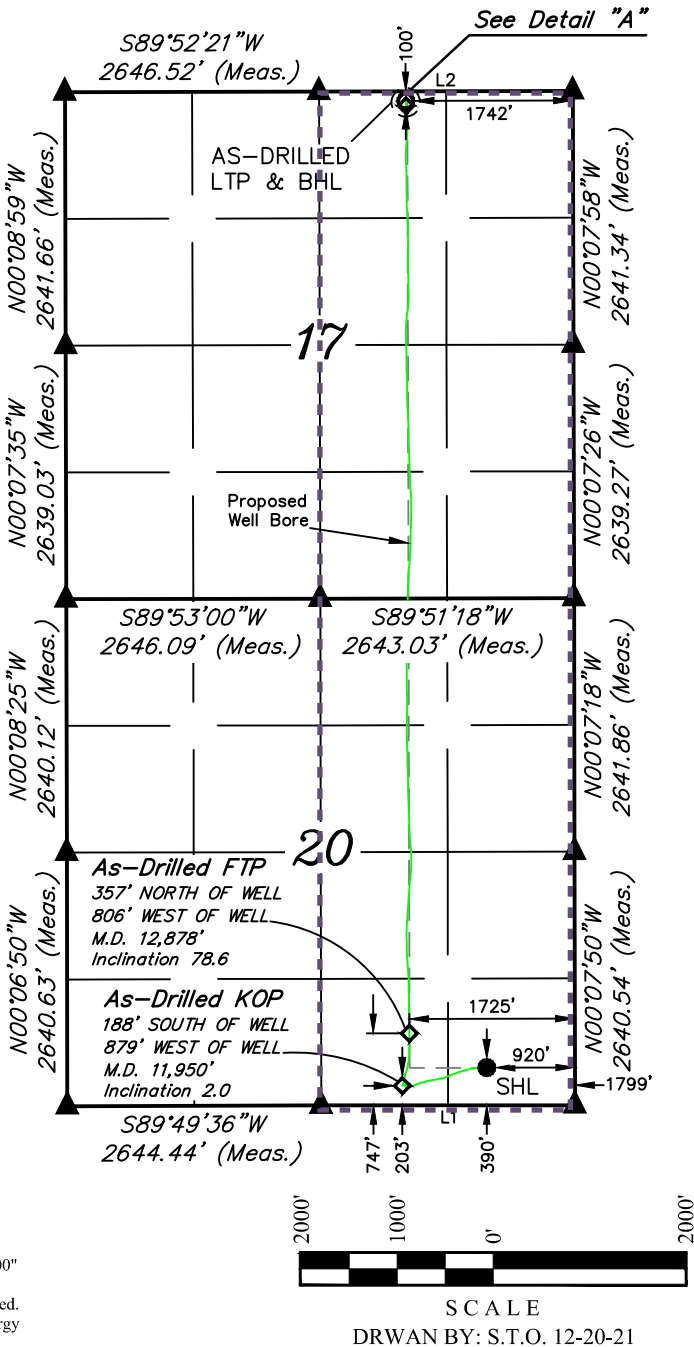 See Detail "A"
S89°52'21"W
2646.52' (Meas.)
100'
L2
1742'
AS-DRILLED
LTP & BHL
N00°08'59"W
2641.66' (Meas.)
N00°07'58"W
2641.34' (Meas.)
17
N00°07'35"W
2639.03' (Meas.)
N00°07'26"W
2639.27' (Meas.)
Proposed
Well Bore
S89°53'00"W
2646.09' (Meas.)
S89°51'18"W
2643.03' (Meas.)
N00°08'25"W
2640.12' (Meas.)
N00°07'18"W
2641.86' (Meas.)
20
As-Drilled FTP
357' NORTH OF WELL
806' WEST OF WELL
M.D. 12,878'
Inclination 78.6
N00°06'50"W
2640.63' (Meas.)
N00°07'50"W
2640.54' (Meas.)
As-Drilled KOP
188' SOUTH OF WELL
879' WEST OF WELL
M.D. 11,950'
Inclination 2.0
1725'
920'
SHL
1799'
S89°49'36"W
2644.44' (Meas.)
L1
747'
203'
390'
2000'
1000'
0'
2000'
00"
ed.
rgy
SCALE
DRWAN BY: S.T.O. 12-20-21